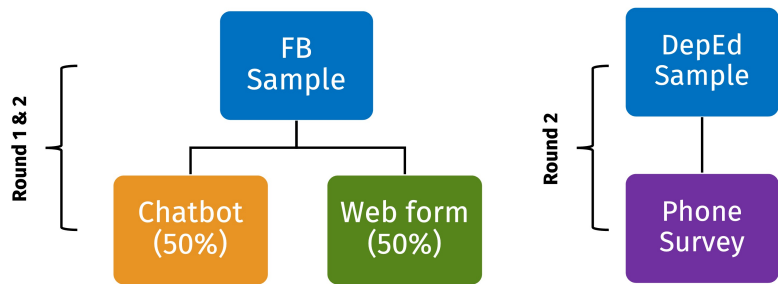 Round 1 & 2
FB
Sample
Chatbot
(50%)
Web form
(50%)
Round 2
DepEd
Sample
Phone
Survey